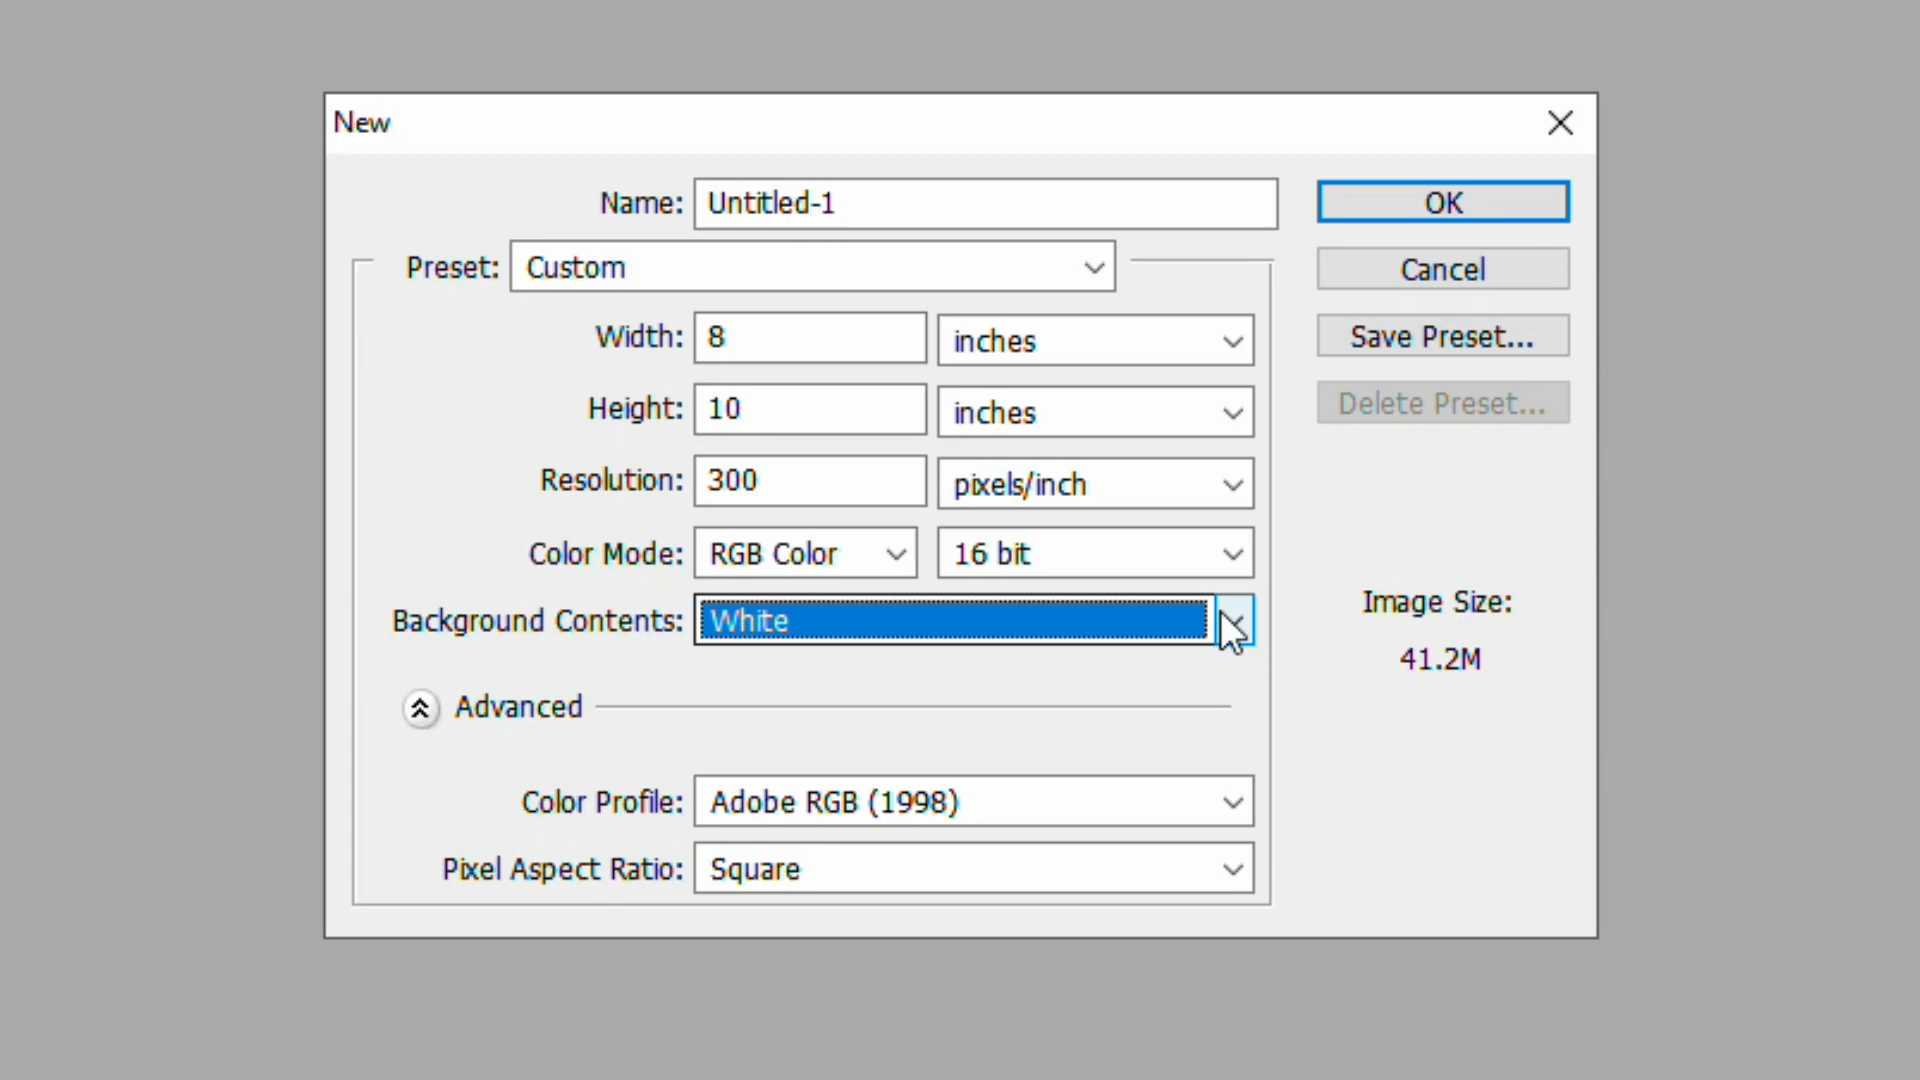 New
Name: Untitled-1
OK
Preset: Custom
Cancel
Width: 8 inches
Save Preset...
Height: 10 inches
Delete Preset...
Resolution: 300 pixels/inch
Color Mode: RGB Color 16 bit
Background Contents: White
Image Size:
41.2M
Advanced
Color Profile: Adobe RGB (1998)
Pixel Aspect Ratio: Square